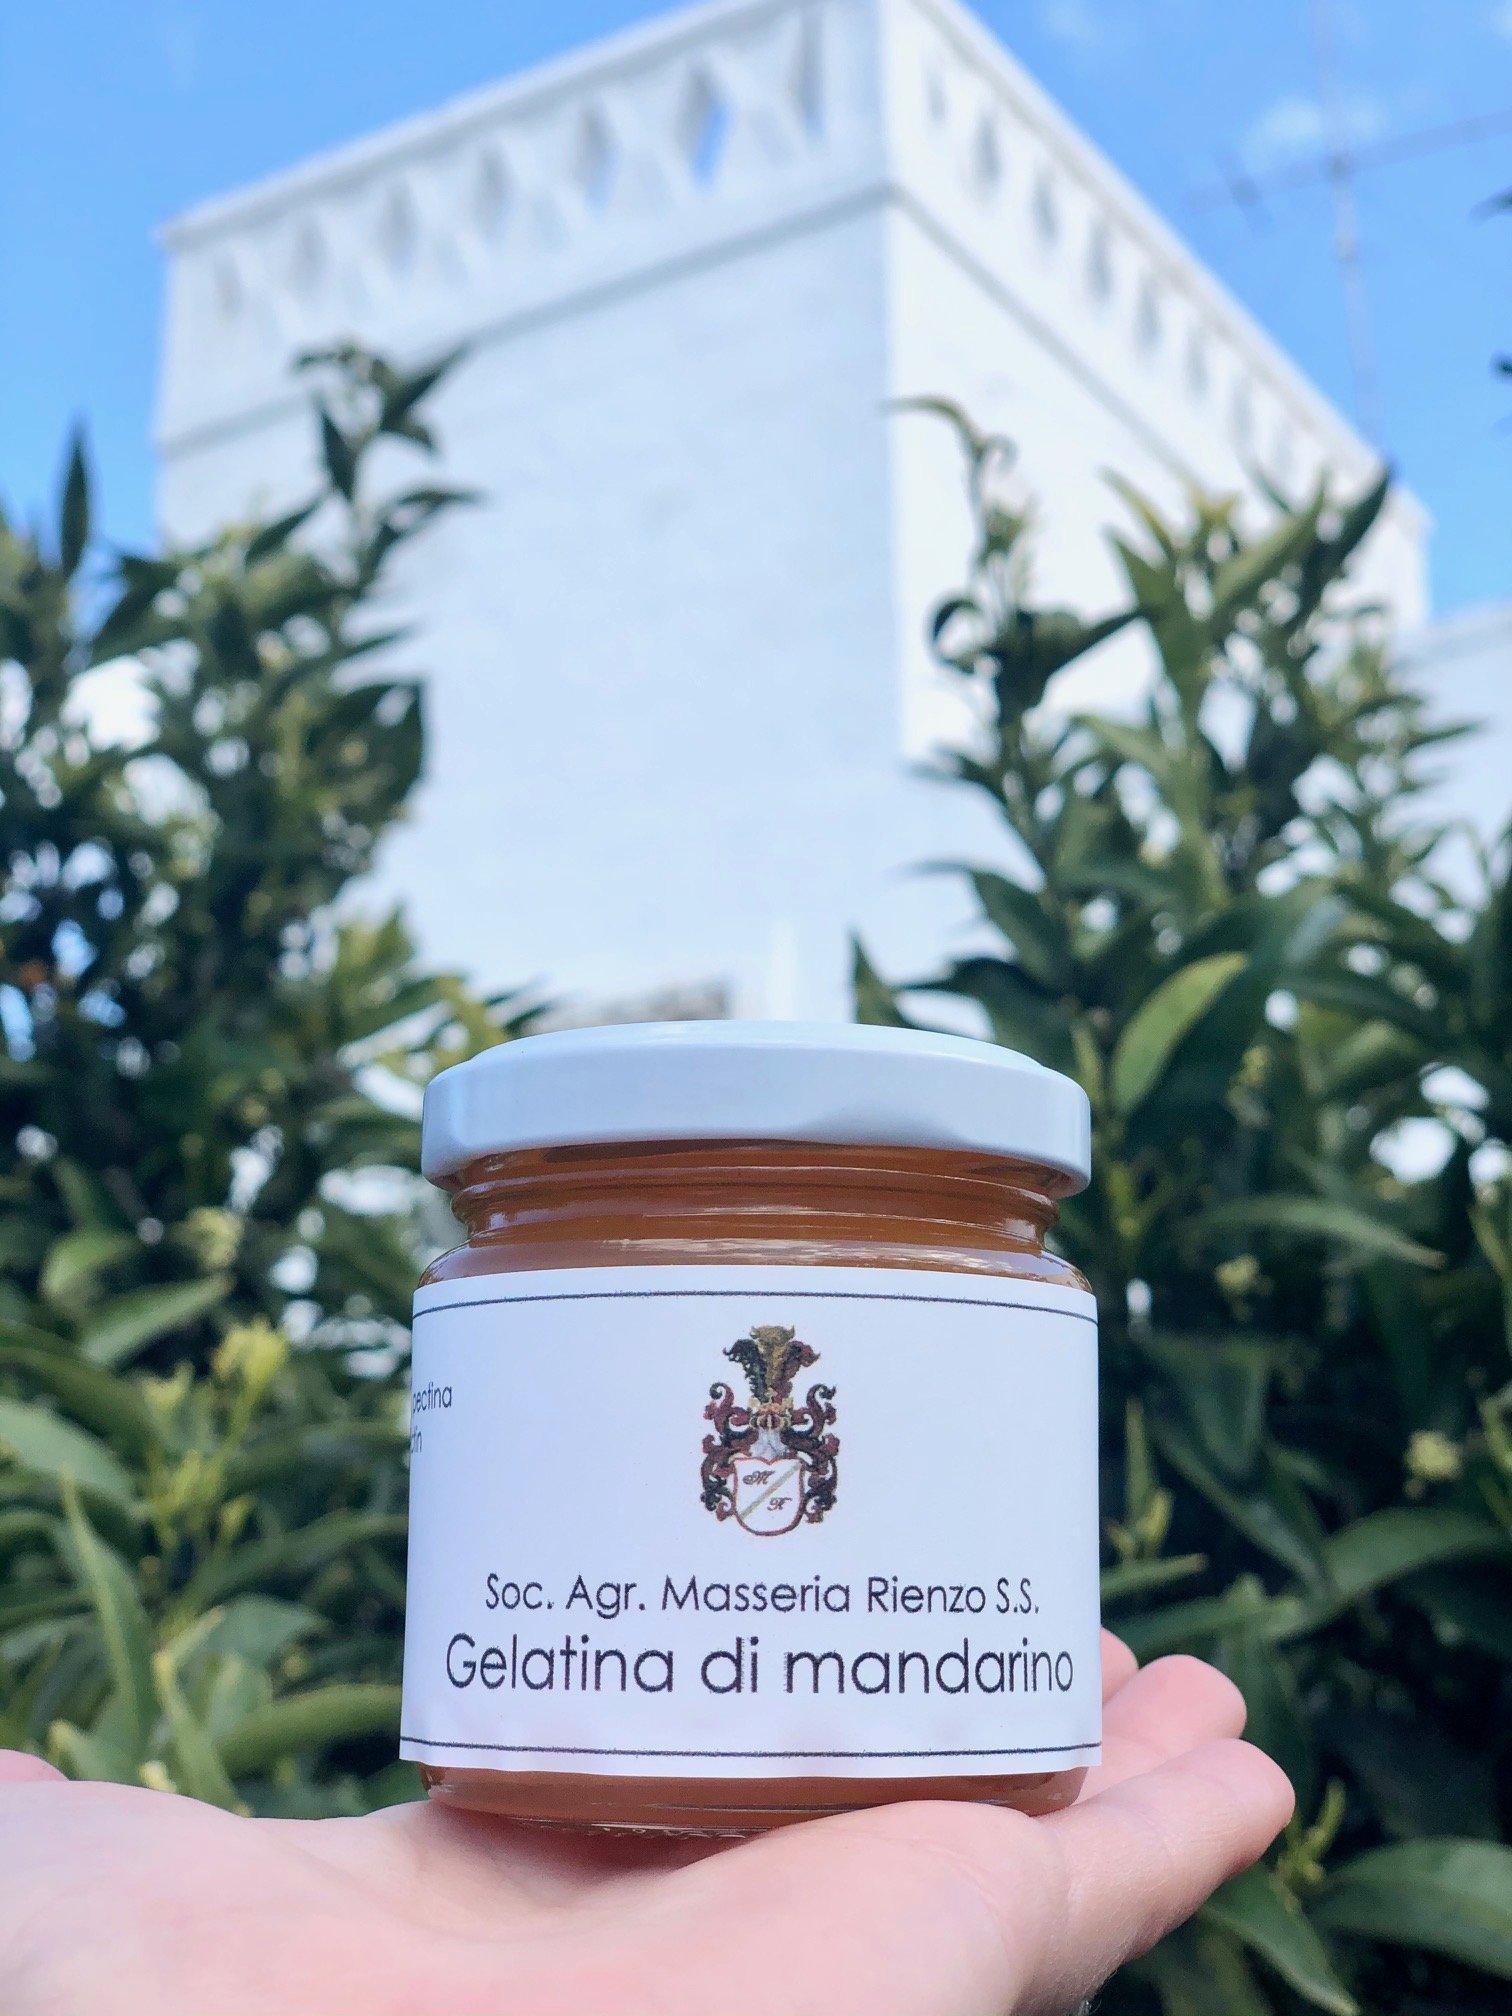 pectina
Soc. Agr. Masseria Rienzo S.S.
Gelatina di mandarino